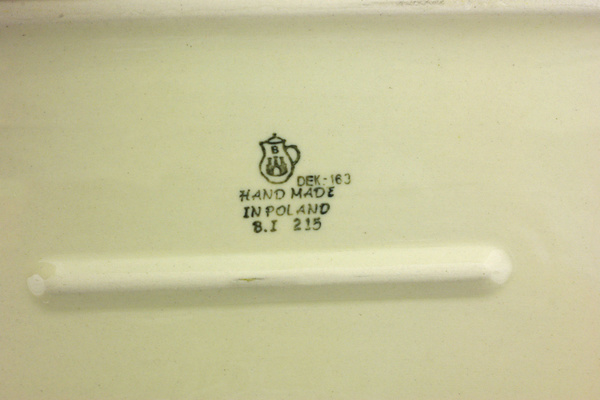 B
DEK-163
HAND MADE
IN POLAND
B.I 215